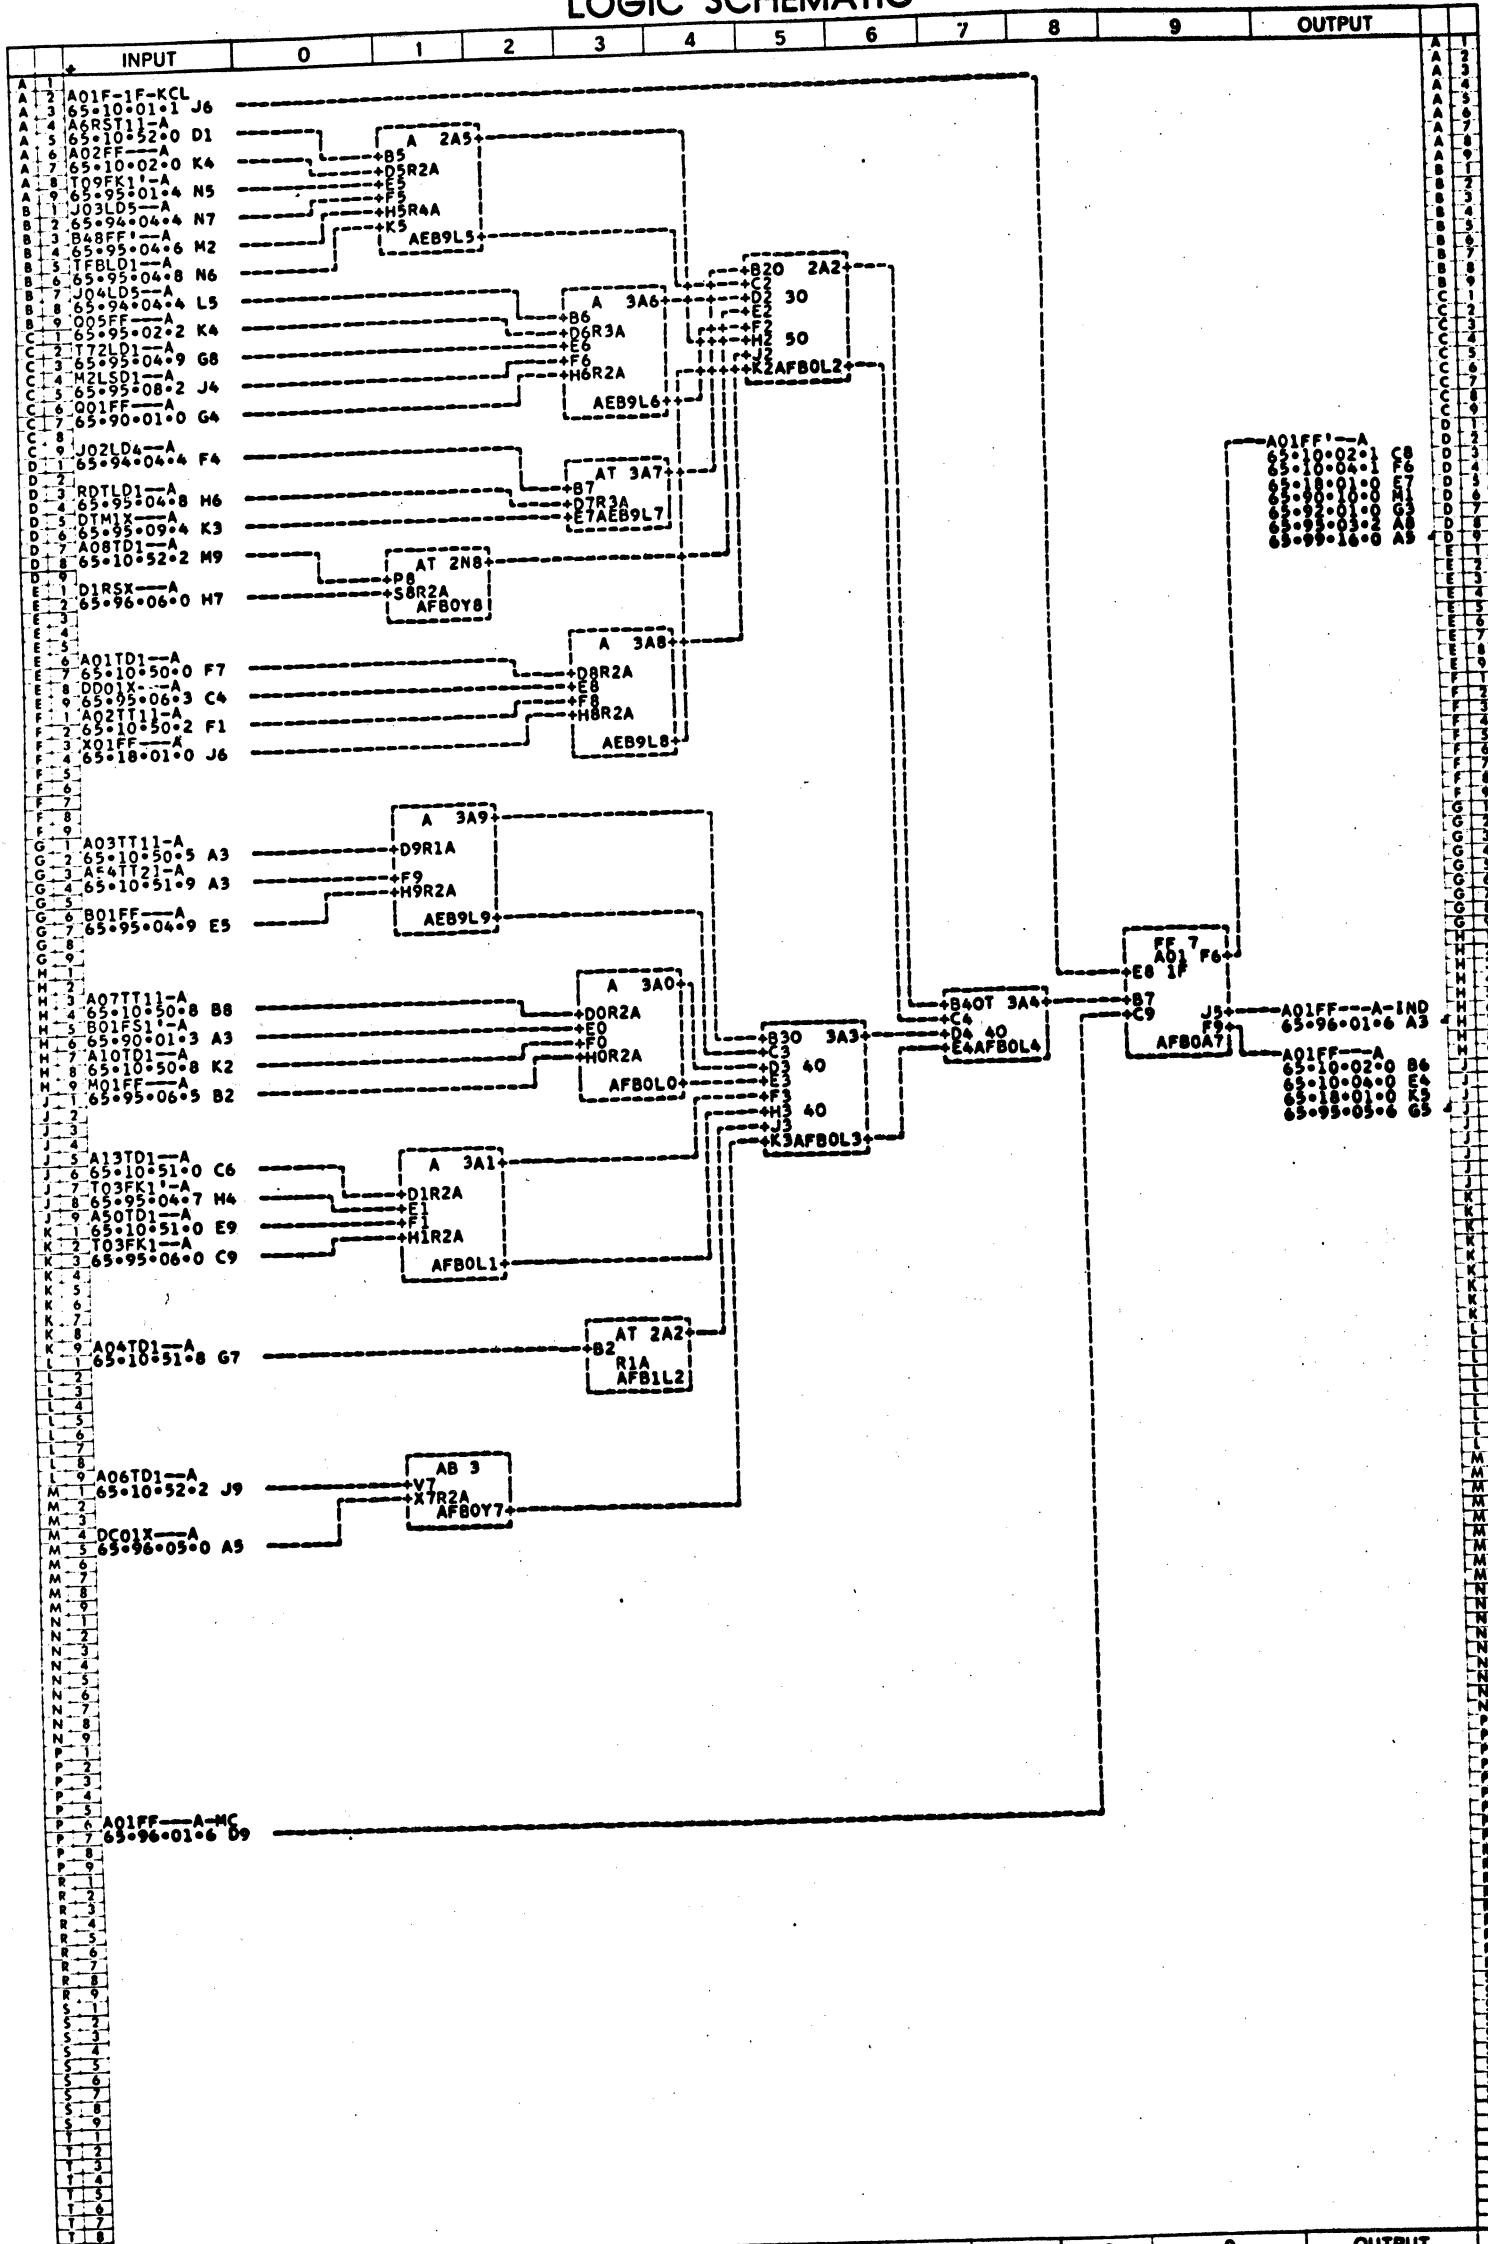 LOGIC SCHEMATIC
INPUT 0 1 2 3 4 5 6 7 8 9 OUTPUT
A01F-1F-KCL
65•10•01•1 J6
A6RST11-A
65•10•52•0 D1
A02FF---A
65•10•02•0 K4
T09FK1'-A
65•95•01•4 N5
J03LD5--A
65•94•04•4 N7
B48FF'--A
65•95•04•6 M2
TFBLD1--A
65•95•04•8 N6
J04LD5--A
65•94•04•4 L5
Q05FF---A
65•95•02•2 K4
T72LD1--A
65•95•04•9 G8
M2LSD1--A
65•95•08•2 J4
Q01FF---A
65•90•01•0 G4
J02LD4--A
65•94•04•4 F4
RDTLD1--A
65•95•04•8 H6
DTM1X---A
65•95•09•4 K3
A08TD1--A
65•10•52•2 M9
D1RSX---A
65•96•06•0 H7
A01TD1--A
65•10•50•0 F7
DD01X---A
65•95•06•3 C4
A02TT11-A
65•10•50•2 F1
X01FF---A
65•18•01•0 J6
A03TT11-A
65•10•50•5 A3
65•10•51•9 A3
B01FF---A
65•95•04•9 E5
A07TT11-A
65•10•50•8 B8
B01FS1'-A
65•90•01•3 A3
A10TD1--A
65•10•50•8 K2
M01FF---A
65•95•06•5 B2
A13TD1--A
65•10•51•0 C6
T03FK1'-A
65•95•04•7 H4
A50TD1--A
65•10•51•0 E9
T03FK1--A
65•95•06•0 C9
A04TD1--A
65•10•51•8 G7
A06TD1--A
65•10•52•2 J9
DC01X---A
65•96•05•0 A5
A01FF---A-MC
65•96•01•6 D9
A 2A5
B5
D5R2A
E5
F5
H5R4A
K5
AEB9L5
A 3A6
B6
D6R3A
E6
F6
H6R2A
AEB9L6
AT 3A7
B7
D7R3A
E7AEB9L7
AT 2N8
P8
S8R2A
AFB0Y8
A 3A8
D8R2A
E8
F8
H8R2A
AEB9L8
A 3A9
D9R1A
F9
H9R2A
AEB9L9
A 3A0
D0R2A
E0
F0
H0R2A
AFB0L0
A 3A1
D1R2A
E1
F1
H1R2A
AFB0L1
AT 2A2
B2
R1A
AFB1L2
AB 3
V7
X7R2A
AFB0Y7
B2O 2A2
C2
D2 3O
E2
F2
H2 5O
J2
K2AFB0L2
B3O 3A3
C3
D3 4O
E3
F3
H3 4O
J3
K3AFB0L3
B4OT 3A4
C4
D4 4O
E4AFB0L4
FF 7
A01 F6
E8 1F
B7
C9 J5
F9
AFB0A7
A01FF'--A
65•10•02•1 C8
65•10•04•1 F6
65•18•01•0 E7
65•90•10•0 M1
65•92•01•0 G3
65•95•03•2 A8
65•99•16•0 A5
A01FF---A-IND
65•96•01•6 A3
A01FF---A
65•10•02•0 B6
65•10•04•0 E4
65•18•01•0 K5
65•95•05•6 G5
9 OUTPUT